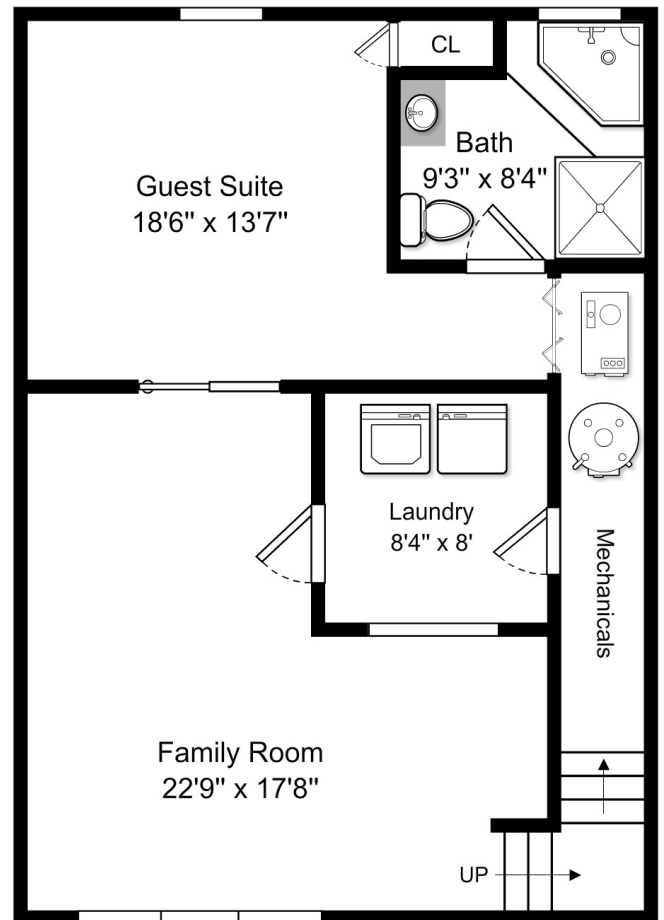 CL
Bath
9'3" x 8'4"
Guest Suite
18'6" x 13'7"
Laundry
8'4" x 8'
Mechanicals
Family Room
22'9" x 17'8"
UP